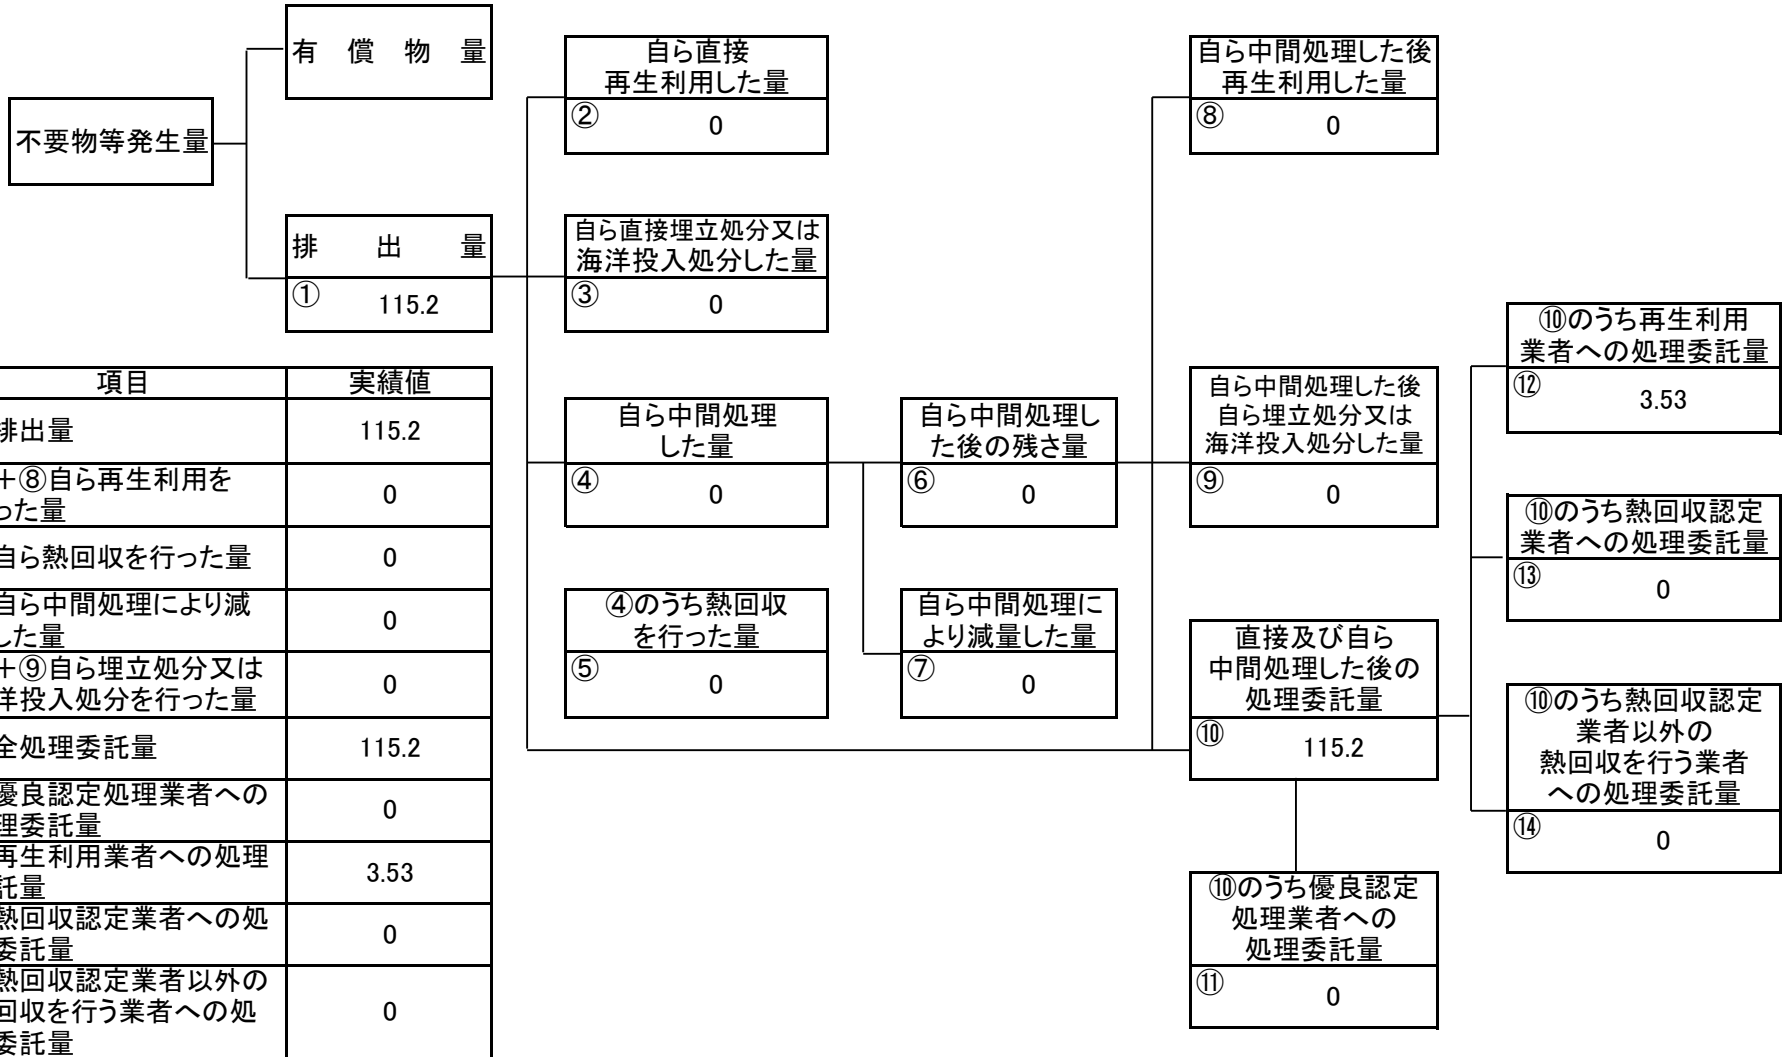 有償物量
不要物等発生量
排出量
① 115.2
自ら直接
再生利用した量
② 0
自ら直接埋立処分又は
海洋投入処分した量
③ 0
自ら中間処理
した量
④ 0
④のうち熱回収
を行った量
⑤ 0
自ら中間処理し
た後の残さ量
⑥ 0
自ら中間処理に
より減量した量
⑦ 0
自ら中間処理した後
再生利用した量
⑧ 0
自ら中間処理した後
自ら埋立処分又は
海洋投入処分した量
⑨ 0
直接及び自ら
中間処理した後の
処理委託量
⑩ 115.2
⑩のうち優良認定
処理業者への
処理委託量
⑪ 0
⑩のうち再生利用
業者への処理委託量
⑫ 3.53
⑩のうち熱回収認定
業者への処理委託量
⑬ 0
⑩のうち熱回収認定
業者以外の
熱回収を行う業者
への処理委託量
⑭ 0
項目 実績値
排出量 115.2
＋⑧自ら再生利用を
った量 0
自ら熱回収を行った量 0
自ら中間処理により減
した量 0
＋⑨自ら埋立処分又は
洋投入処分を行った量 0
全処理委託量 115.2
優良認定処理業者への
理委託量 0
再生利用業者への処理
託量 3.53
熱回収認定業者への処
委託量 0
熱回収認定業者以外の
回収を行う業者への処
委託量 0